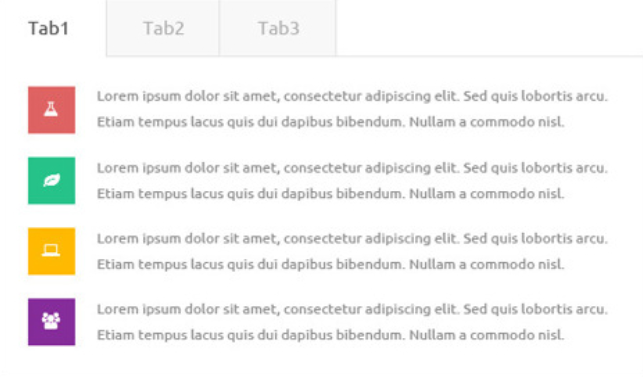 Tab1 Tab2 Tab3
Lorem ipsum dolor sit amet, consectetur adipiscing elit. Sed quis lobortis arcu.
Etiam tempus lacus quis dui dapibus bibendum. Nullam a commodo nisl.
Lorem ipsum dolor sit amet, consectetur adipiscing elit. Sed quis lobortis arcu.
Etiam tempus lacus quis dui dapibus bibendum. Nullam a commodo nisl.
Lorem ipsum dolor sit amet, consectetur adipiscing elit. Sed quis lobortis arcu.
Etiam tempus lacus quis dui dapibus bibendum. Nullam a commodo nisl.
Lorem ipsum dolor sit amet, consectetur adipiscing elit. Sed quis lobortis arcu.
Etiam tempus lacus quis dui dapibus bibendum. Nullam a commodo nisl.